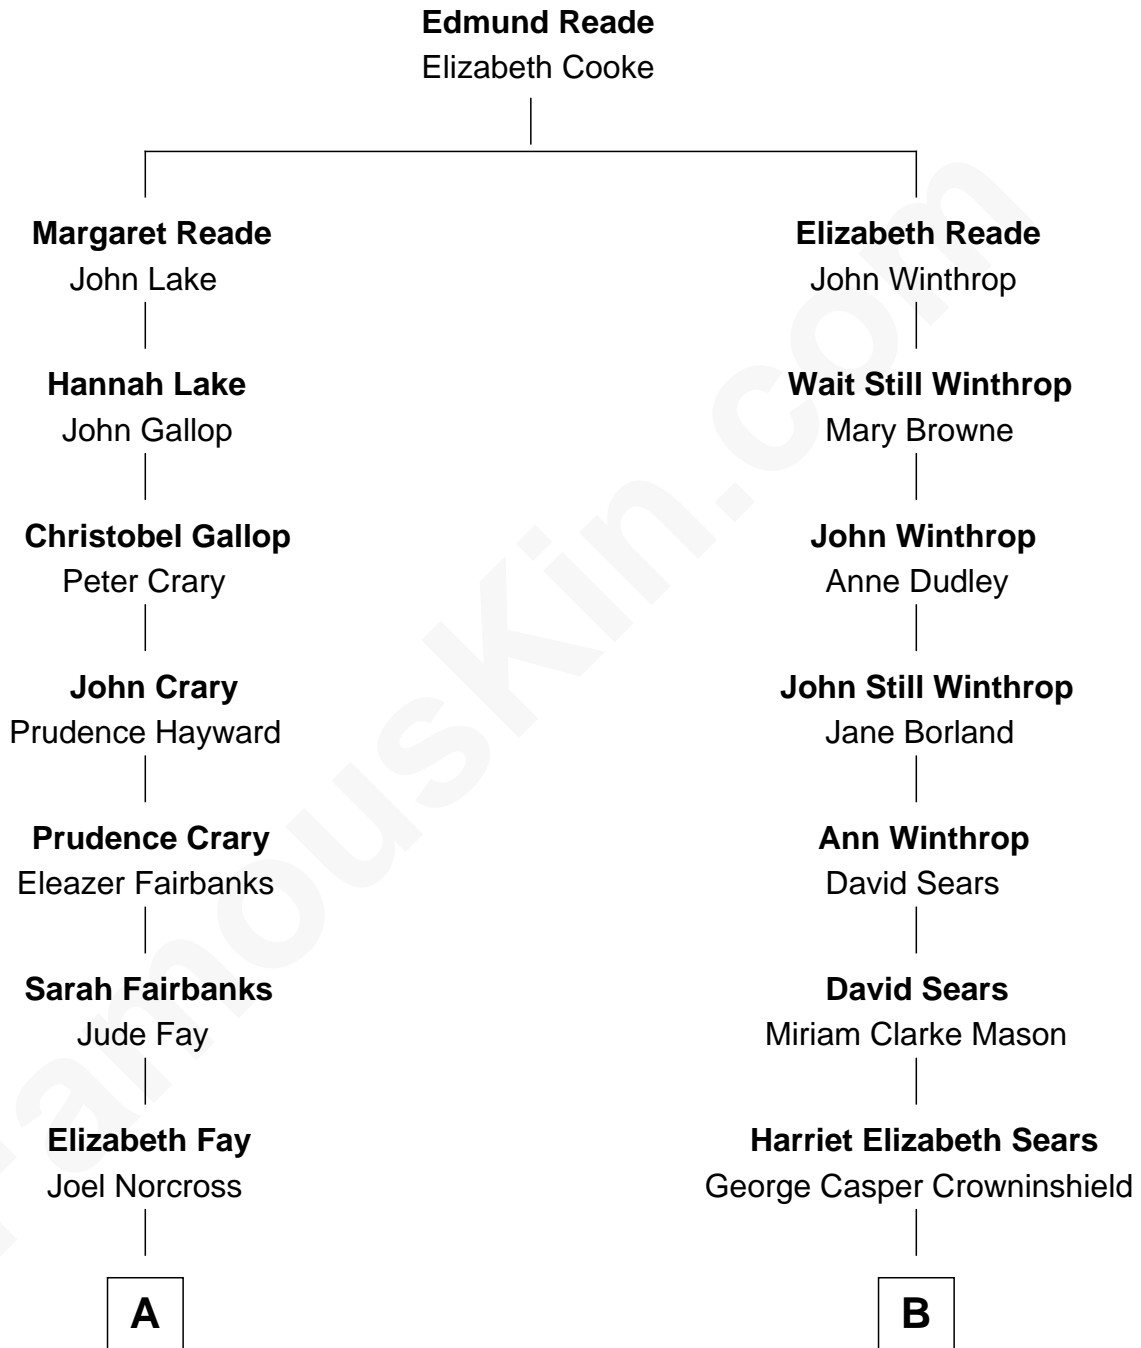 Edmund Reade
Elizabeth Cooke
Margaret Reade
John Lake
Hannah Lake
John Gallop
Christobel Gallop
Peter Crary
John Crary
Prudence Hayward
Prudence Crary
Eleazer Fairbanks
Sarah Fairbanks
Jude Fay
Elizabeth Fay
Joel Norcross
A
Elizabeth Reade
John Winthrop
Wait Still Winthrop
Mary Browne
John Winthrop
Anne Dudley
John Still Winthrop
Jane Borland
Ann Winthrop
David Sears
David Sears
Miriam Clarke Mason
Harriet Elizabeth Sears
George Casper Crowninshield
B
FamousKin.com